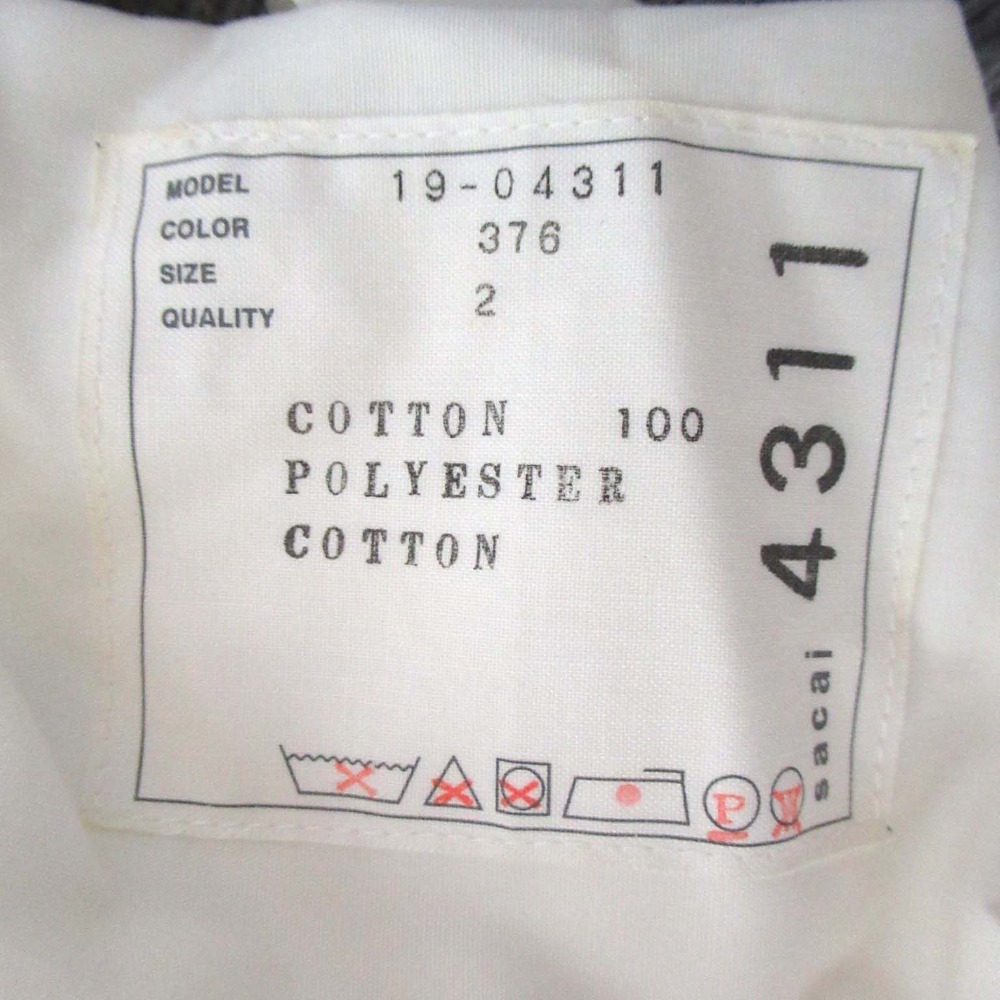 MODEL 19-04311
COLOR 376
SIZE 2
QUALITY
COTTON 100
POLYESTER
COTTON
sacai 4311
P
W